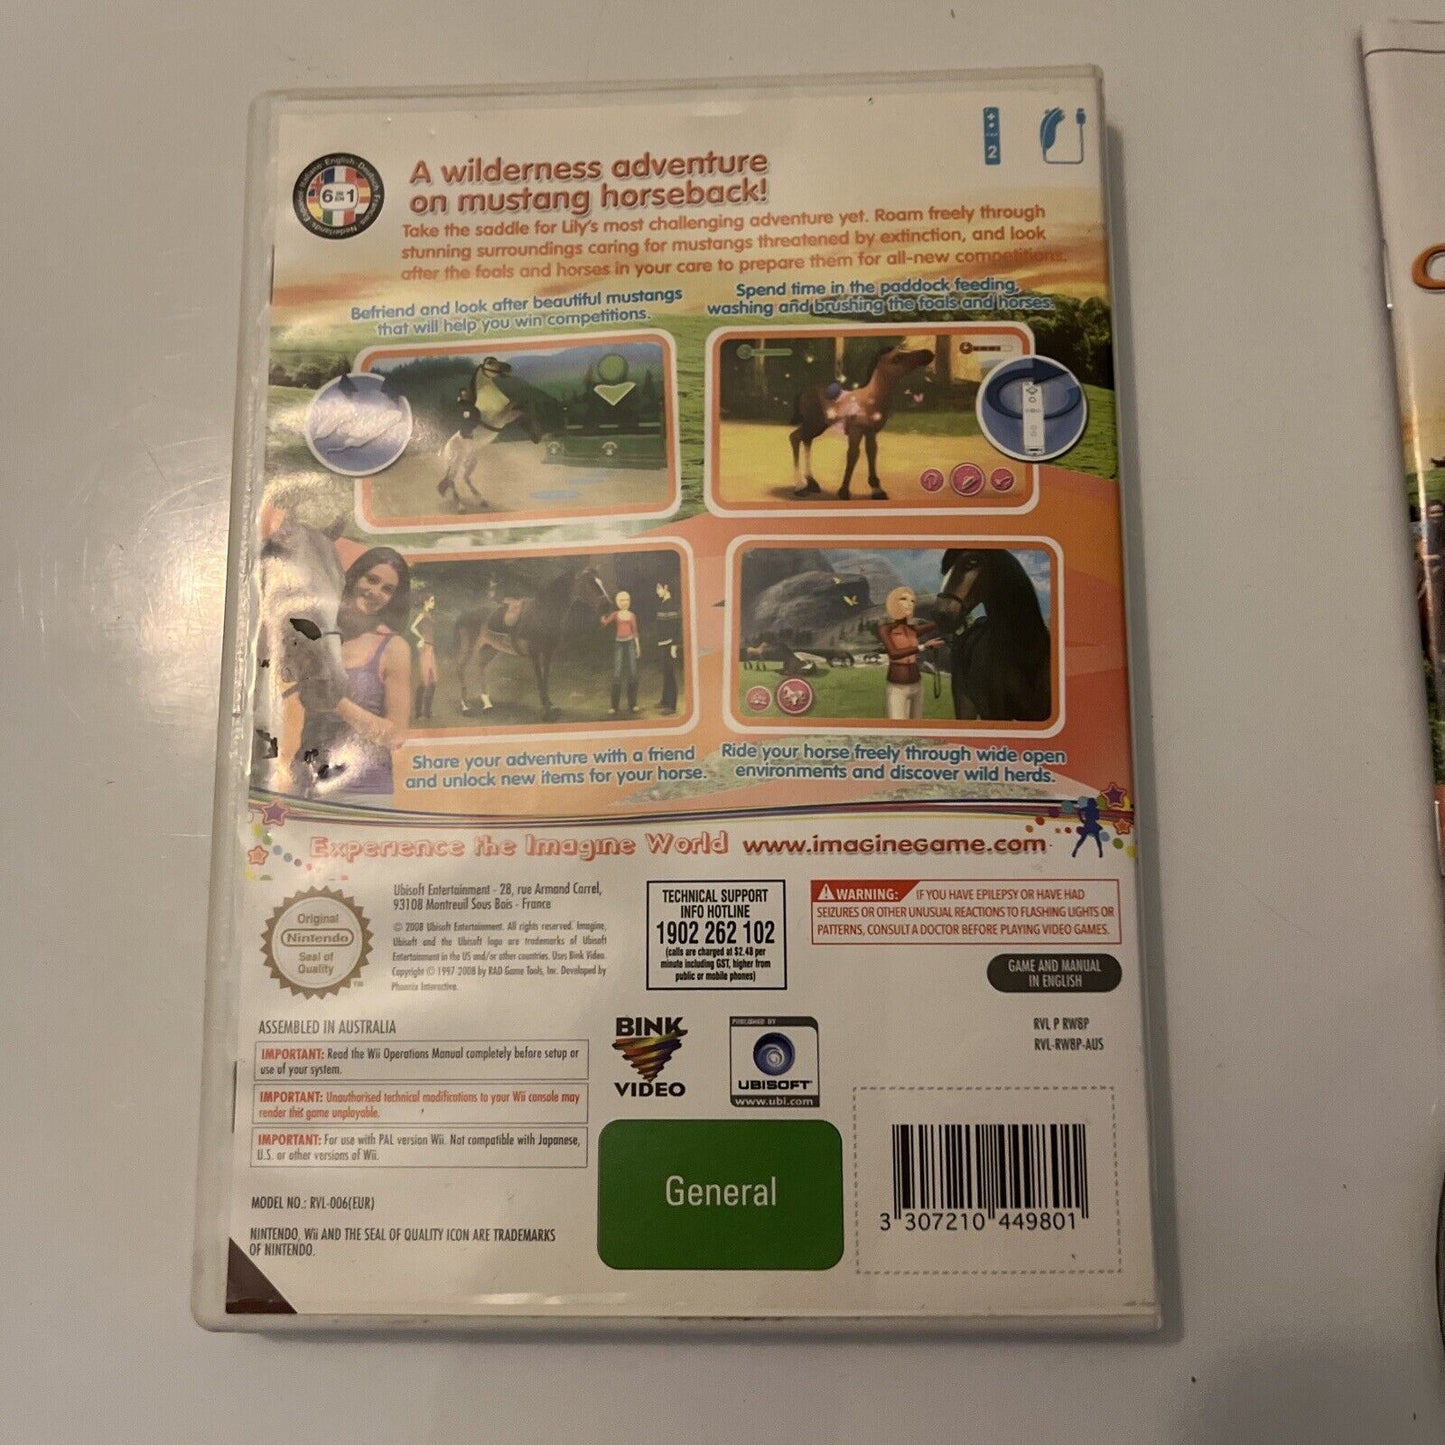 A wilderness adventure
on mustang horseback!
Take the saddle for Lily's most challenging adventure yet. Roam freely through
stunning surroundings caring for mustangs threatened by extinction, and look
after the foals and horses in your care to prepare them for all-new competitions.
6 IN 1
English Deutsch Français Nederlands Español Italiano
2
Befriend and look after beautiful mustangs
that will help you win competitions.
Spend time in the paddock feeding,
washing and brushing the foals and horses.
Share your adventure with a friend
and unlock new items for your horse.
Ride your horse freely through wide open
environments and discover wild herds.
Experience the Imagine World www.imaginegame.com
Original
Nintendo
Seal of
Quality
TM
Ubisoft Entertainment - 28, rue Armand Carrel,
93108 Montreuil Sous Bois - France
© 2008 Ubisoft Entertainment. All rights reserved. Imagine,
Ubisoft and the Ubisoft logo are trademarks of Ubisoft
Entertainment in the US and/or other countries. Uses Bink Video.
Copyright © 1997-2008 by RAD Game Tools, Inc. Developed by
Phoenix Interactive.
TECHNICAL SUPPORT
INFO HOTLINE
1902 262 102
(calls are charged at $2.48 per
minute including GST, higher from
public or mobile phones)
WARNING: IF YOU HAVE EPILEPSY OR HAVE HAD
SEIZURES OR OTHER UNUSUAL REACTIONS TO FLASHING LIGHTS OR
PATTERNS, CONSULT A DOCTOR BEFORE PLAYING VIDEO GAMES.
GAME AND MANUAL
IN ENGLISH
ASSEMBLED IN AUSTRALIA
IMPORTANT: Read the Wii Operations Manual completely before setup or
use of your system.
IMPORTANT: Unauthorised technical modifications to your Wii console may
render this game unplayable.
IMPORTANT: For use with PAL version Wii. Not compatible with Japanese,
U.S. or other versions of Wii.
MODEL NO.: RVL-006(EUR)
NINTENDO, Wii AND THE SEAL OF QUALITY ICON ARE TRADEMARKS
OF NINTENDO.
BINK
VIDEO
PUBLISHED BY
UBISOFT
www.ubi.com
RVL P RW8P
RVL-RW8P-AUS
General
3 307210 449801